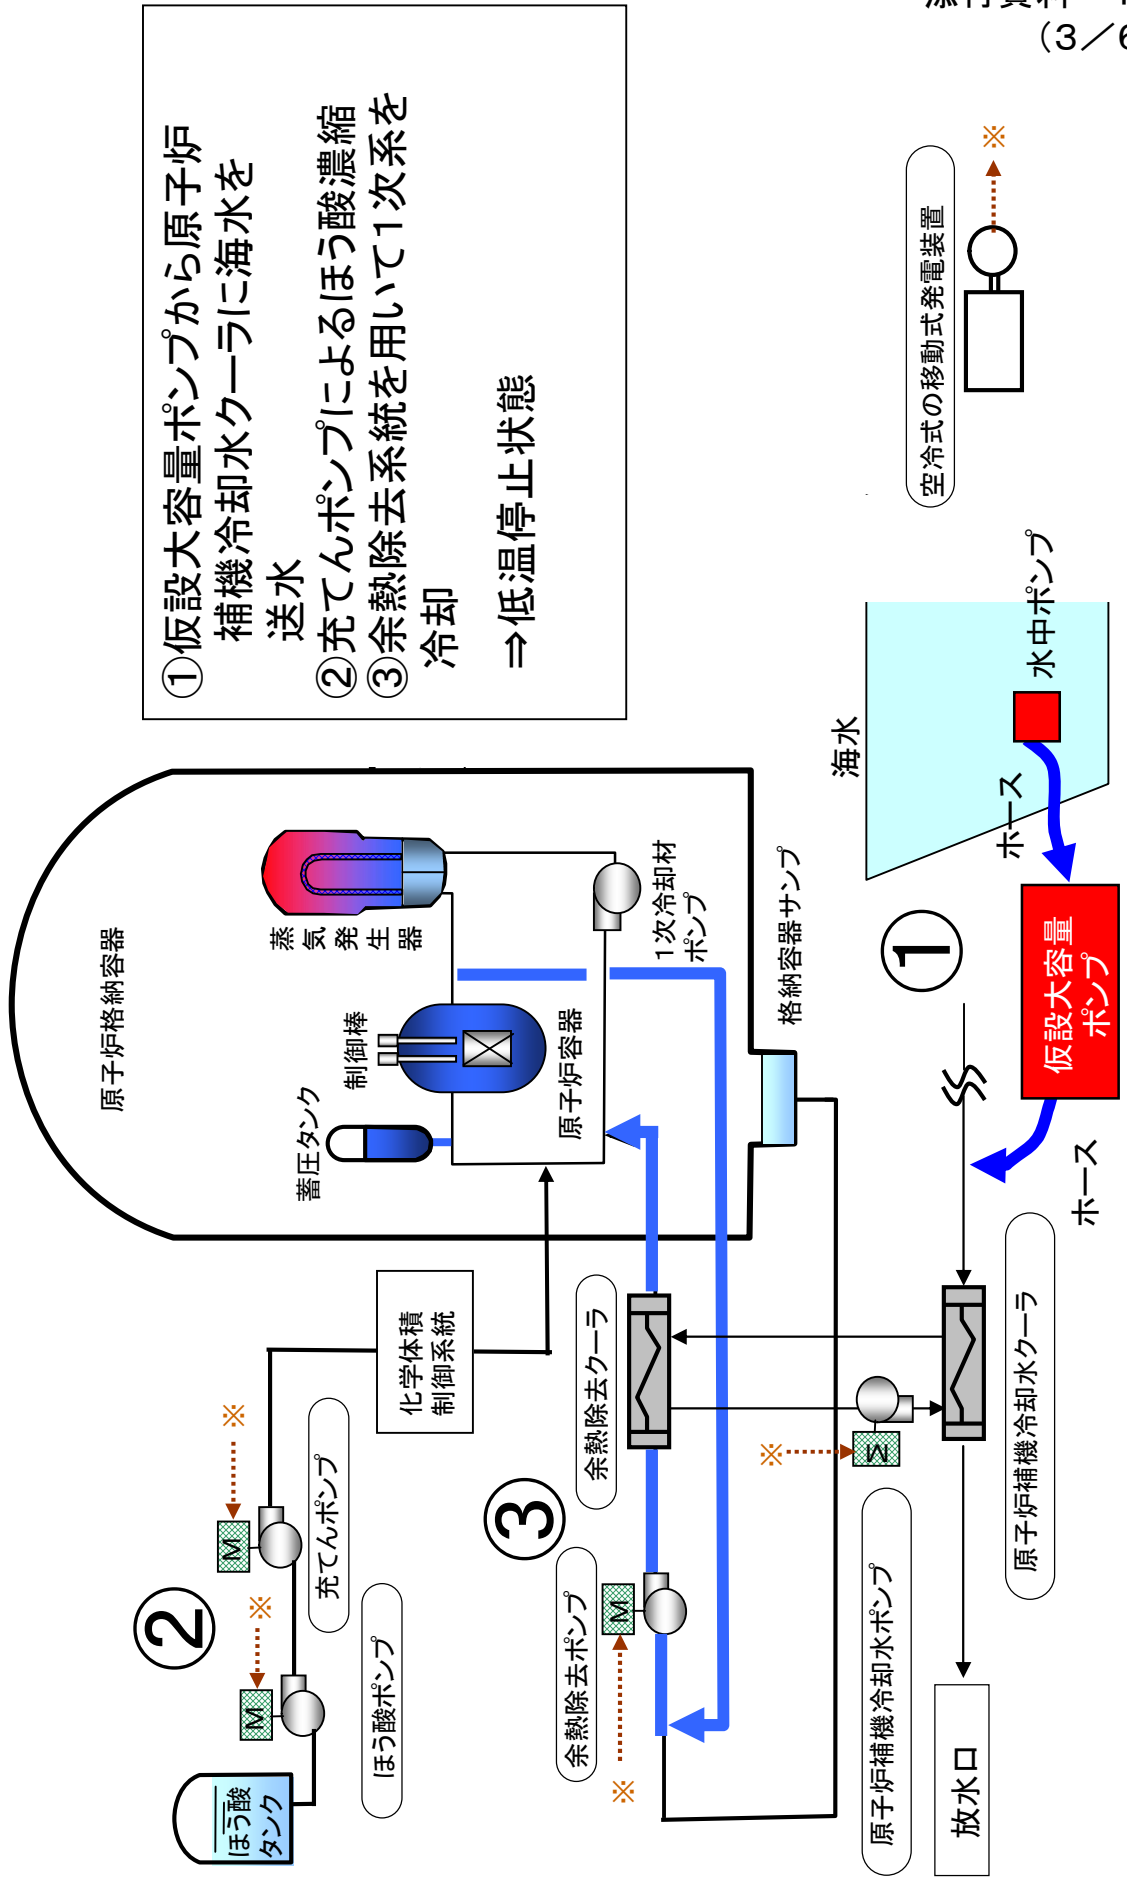 添付資料－1
（3／6
①仮設大容量ポンプから原子炉
補機冷却水クーラに海水を
送水
②充てんポンプによるほう酸濃縮
③余熱除去系統を用いて1次系を
冷却
⇒低温停止状態
原子炉格納容器
蒸気発生器
制御棒
蓄圧タンク
原子炉容器
1次冷却材
ポンプ
格納容器サンプ
化学体積
制御系統
②
※
M
充てんポンプ
※
M
ほう酸ポンプ
ほう酸
タンク
③
余熱除去クーラ
余熱除去ポンプ
M
※
※
M
原子炉補機冷却水ポンプ
原子炉補機冷却水クーラ
放水口
①
海水
水中ポンプ
ホース
仮設大容量
ポンプ
ホース
空冷式の移動式発電装置
※